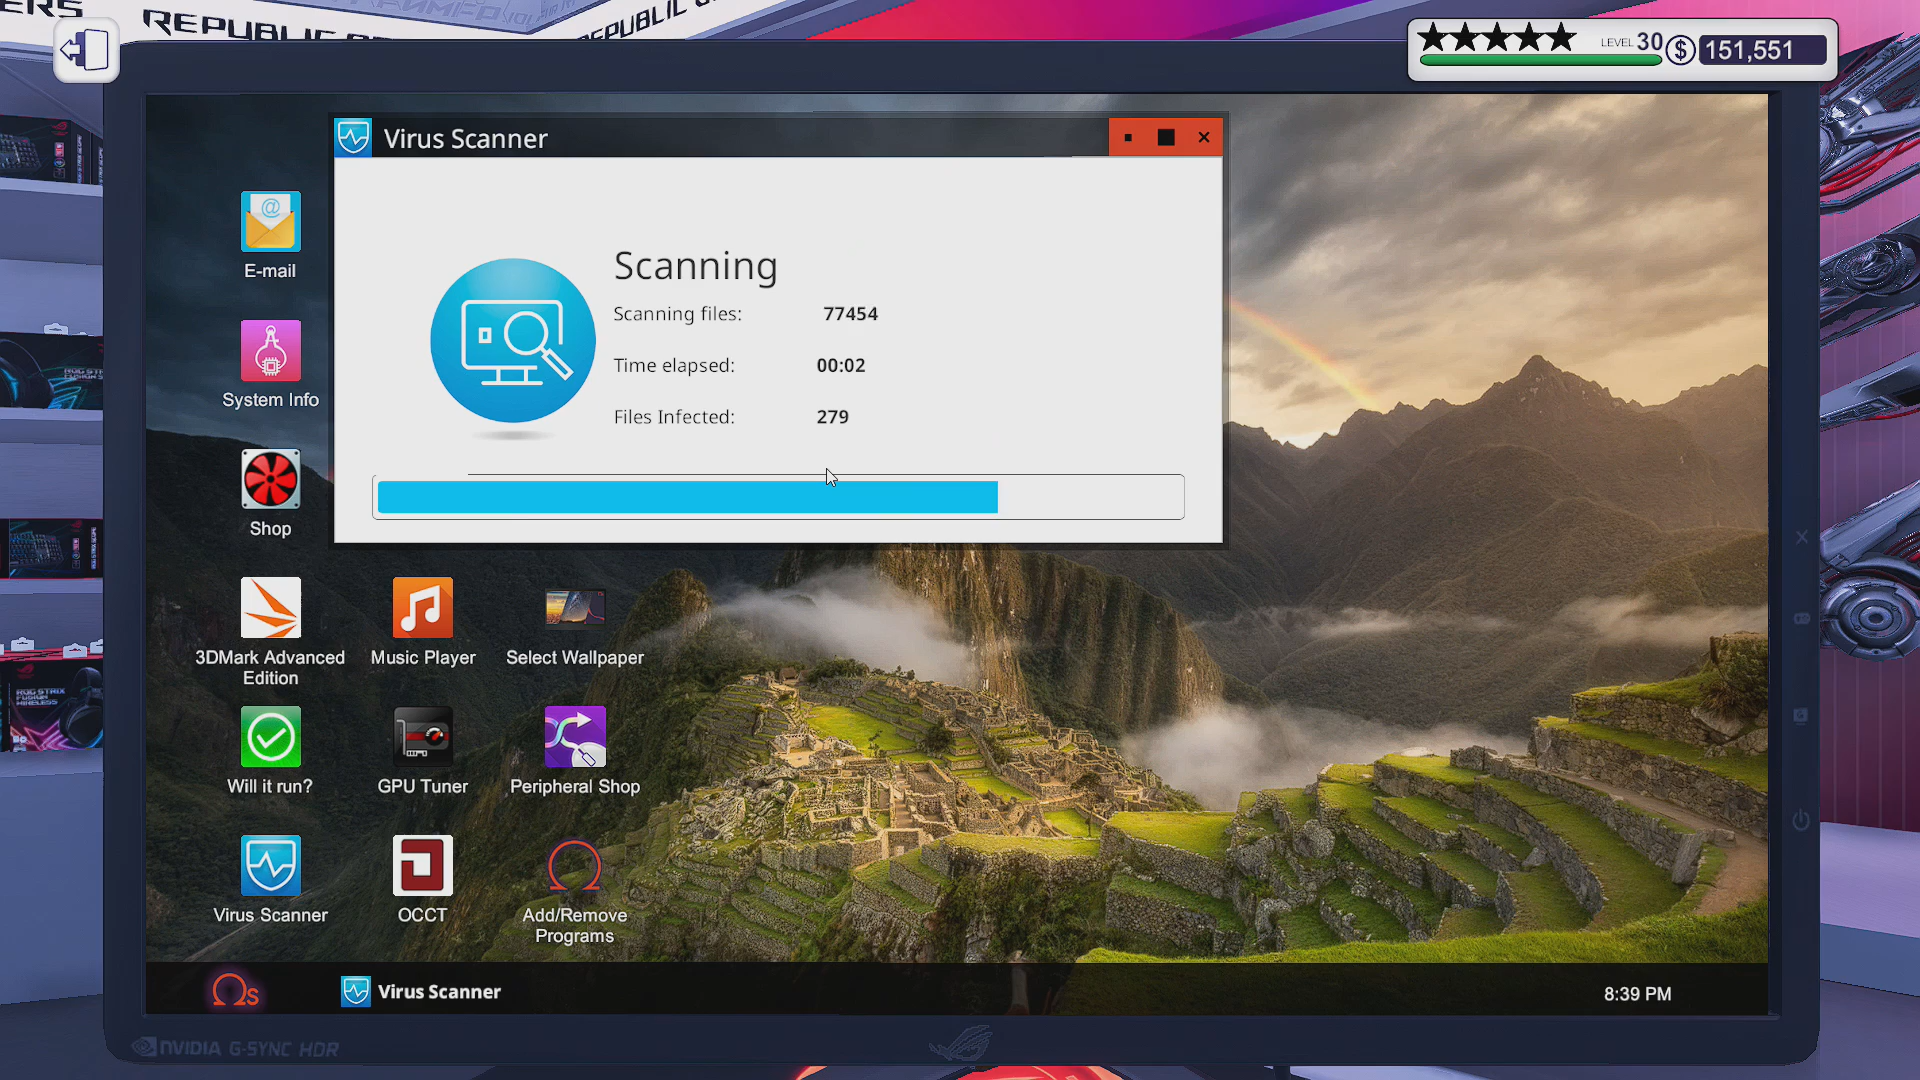 LEVEL 30
$ 151,551
Virus Scanner
E-mail
Scanning
Scanning files: 77454
Time elapsed: 00:02
Files Infected: 279
System Info
Shop
3DMark Advanced
Edition
Music Player
Select Wallpaper
Will it run?
GPU Tuner
Peripheral Shop
Virus Scanner
OCCT
Add/Remove
Programs
Ωs
Virus Scanner
8:39 PM
NVIDIA G-SYNC HDR